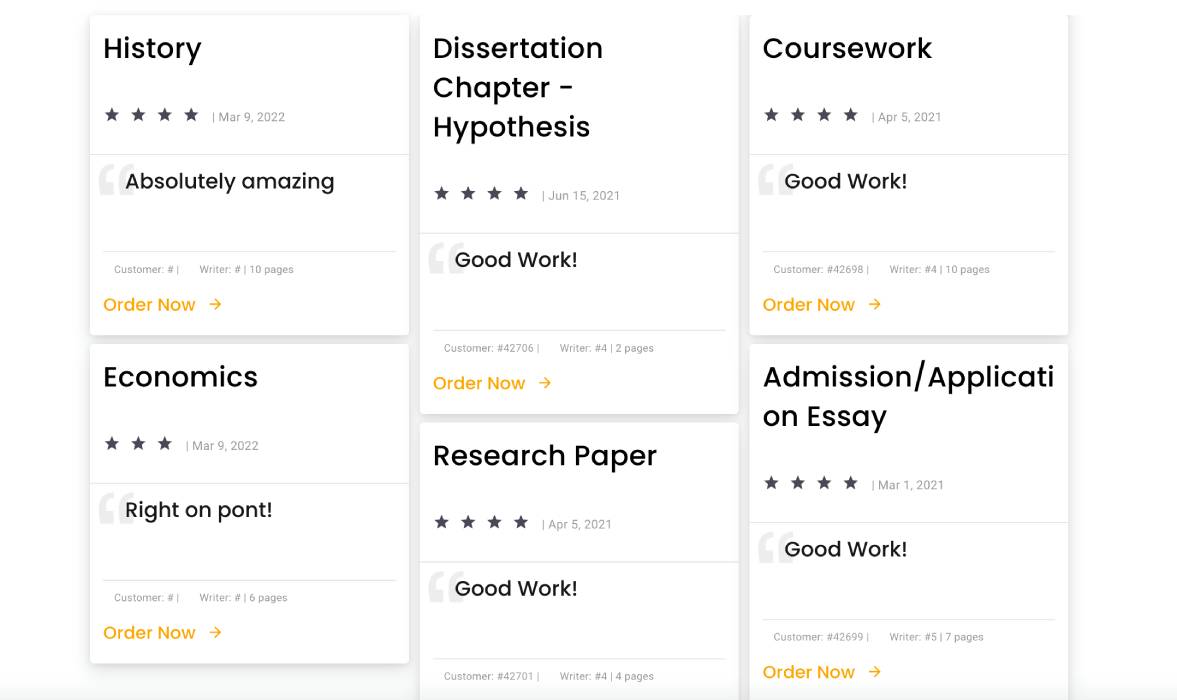 History
★ ★ ★ ★ | Mar 9, 2022
“ Absolutely amazing
Customer: # | Writer: # | 10 pages
Order Now →
Economics
★ ★ ★ | Mar 9, 2022
“ Right on pont!
Customer: # | Writer: # | 6 pages
Order Now →
Dissertation
Chapter -
Hypothesis
★ ★ ★ ★ | Jun 15, 2021
“ Good Work!
Customer: #42706 | Writer: #4 | 2 pages
Order Now →
Research Paper
★ ★ ★ ★ | Apr 5, 2021
“ Good Work!
Customer: #42701 | Writer: #4 | 4 pages
Coursework
★ ★ ★ ★ | Apr 5, 2021
“ Good Work!
Customer: #42698 | Writer: #4 | 10 pages
Order Now →
Admission/Applicati
on Essay
★ ★ ★ ★ | Mar 1, 2021
“ Good Work!
Customer: #42699 | Writer: #5 | 7 pages
Order Now →